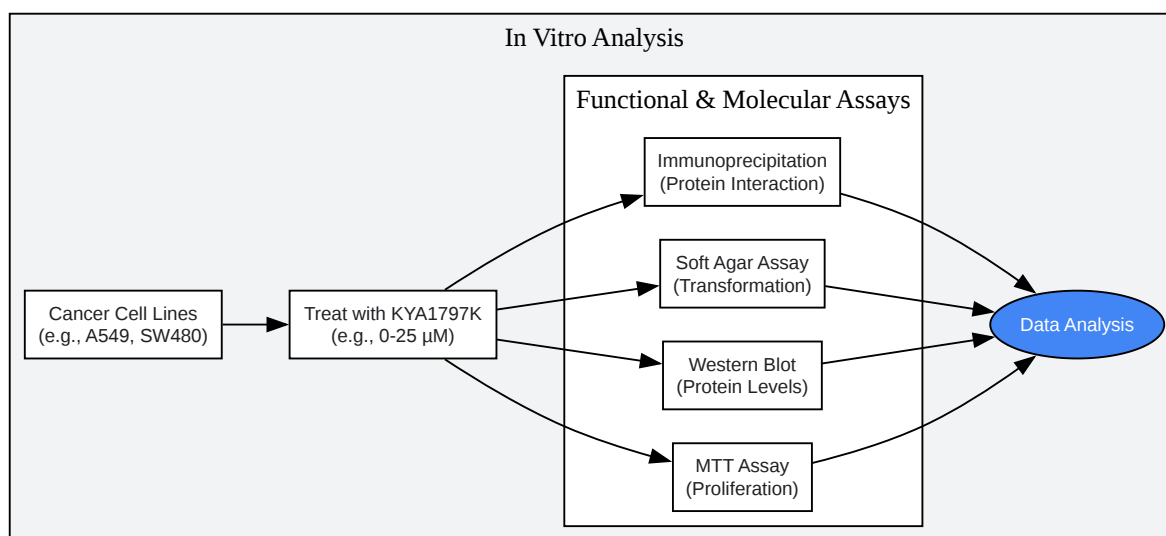 In Vitro Analysis
Functional & Molecular Assays
Cancer Cell Lines
(e.g., A549, SW480)
Treat with KYA1797K
(e.g., 0-25 µM)
Immunoprecipitation
(Protein Interaction)
Soft Agar Assay
(Transformation)
Western Blot
(Protein Levels)
MTT Assay
(Proliferation)
Data Analysis